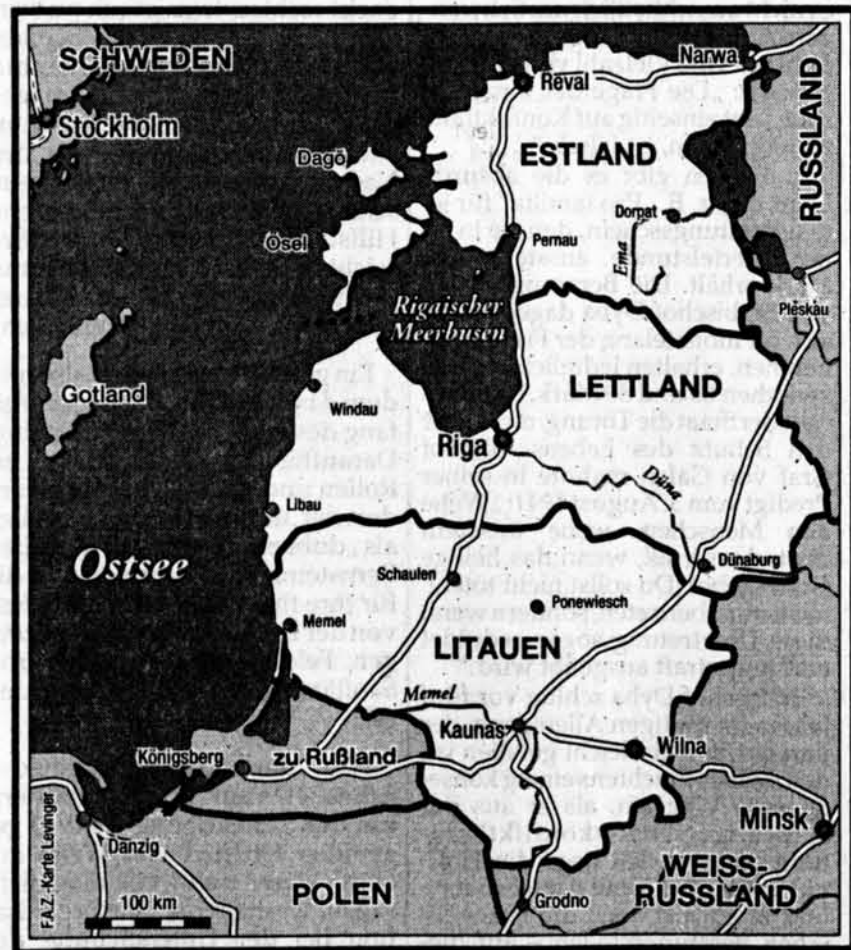 SCHWEDEN
Narwa
Reval
Stockholm
RUSSLAND
Dagö
ESTLAND
Dorpat
Ösel
Pernau
Ema
Rigaischer
Meerbusen
Pleskau
Gotland
LETTLAND
Windau
Riga
Düna
Libau
Ostsee
Dünaburg
Schaulen
Ponewiesch
Memel
LITAUEN
Memel
Kaunas
Königsberg
zu Rußland
Wilna
Minsk
Danzig
WEISS-
RUSSLAND
POLEN
Grodno
100 km
F.A.Z.-Karte Levinger